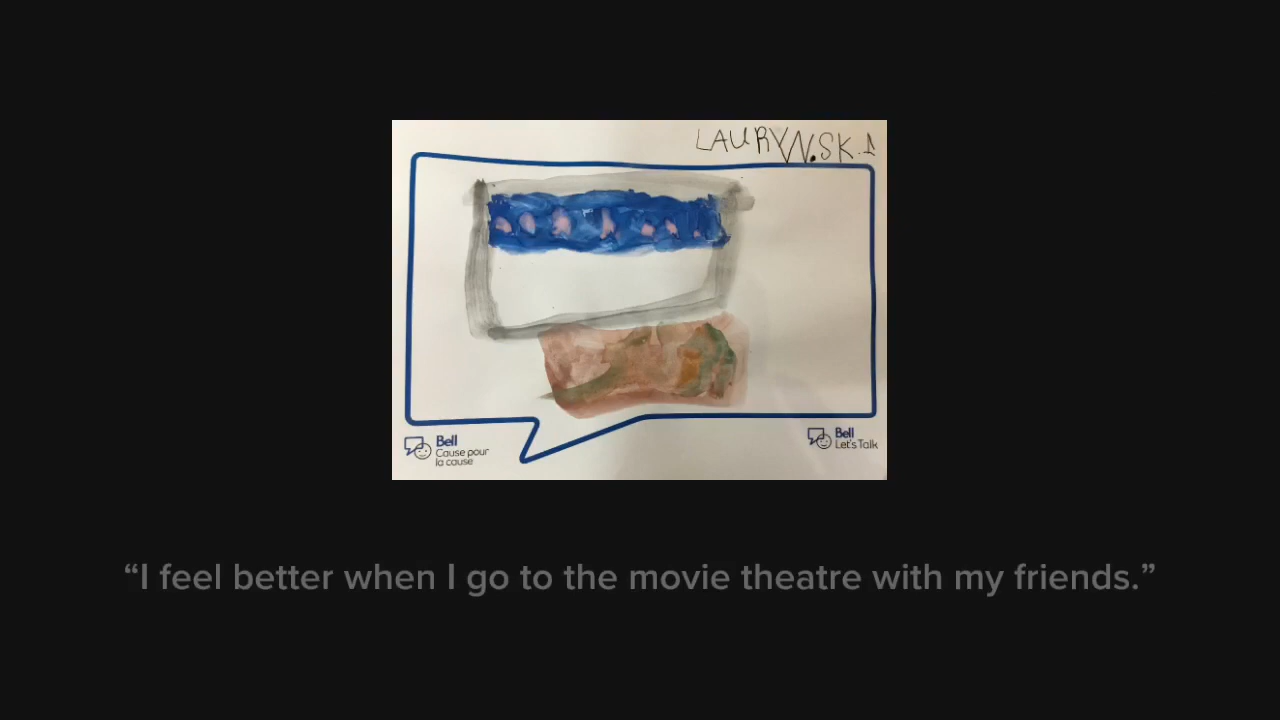 LAURYN.SK.1
Bell
Cause pour
la cause
Bell
Let's Talk
“I feel better when I go to the movie theatre with my friends.”